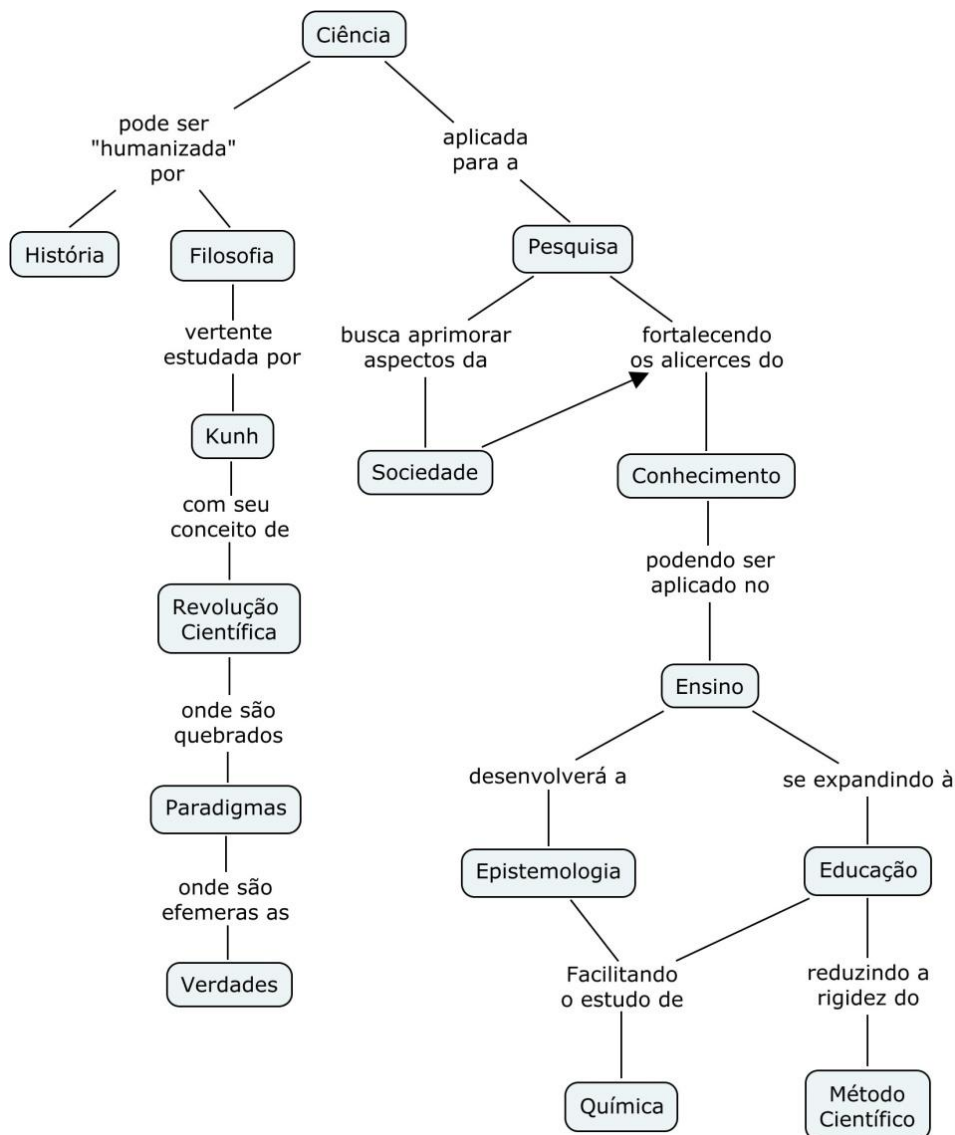 Ciência
pode ser
"humanizada"
por
aplicada
para a
História
Filosofia
Pesquisa
vertente
estudada por
busca aprimorar
aspectos da
fortalecendo
os alicerces do
Kunh
Sociedade
Conhecimento
com seu
conceito de
podendo ser
aplicado no
Revolução
Científica
Ensino
onde são
quebrados
desenvolverá a
se expandindo à
Paradigmas
Epistemologia
Educação
onde são
efemeras as
Verdades
Facilitando
o estudo de
reduzindo a
rigidez do
Química
Método
Científico